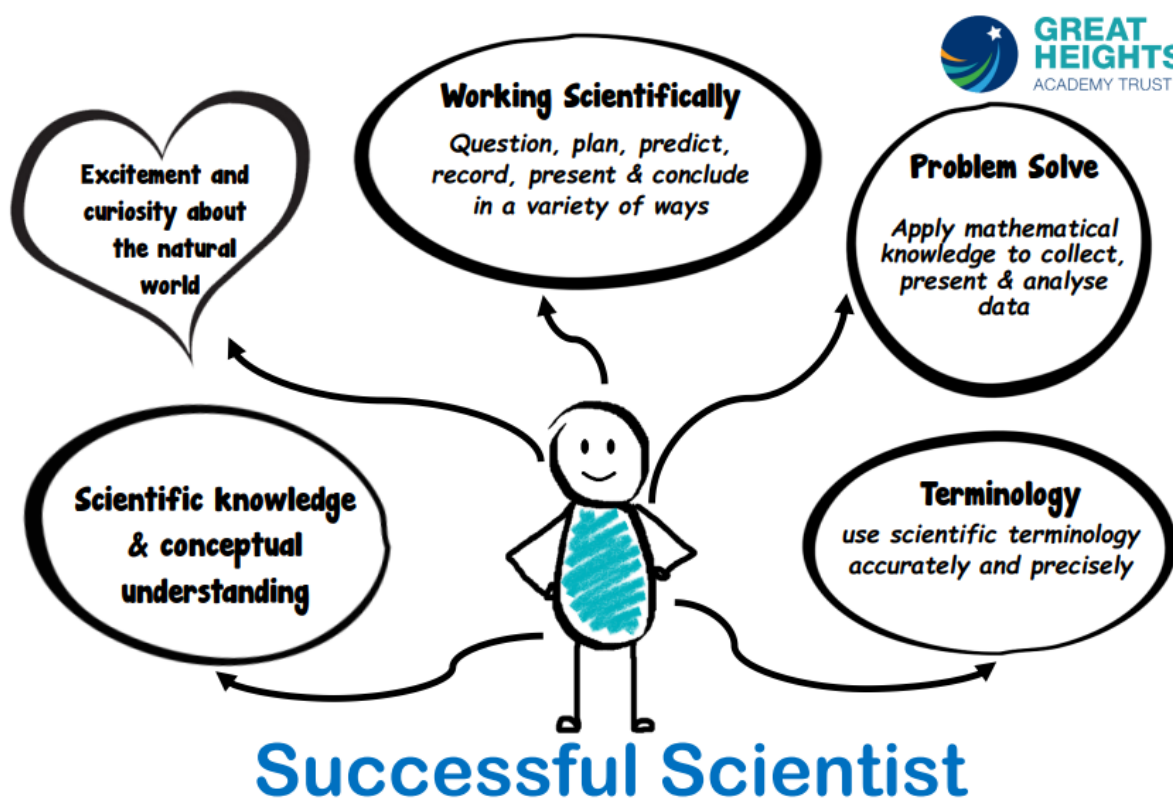 GREAT
HEIGHTS
ACADEMY TRUST
Excitement and
curiosity about
the natural
world
Working Scientifically
Question, plan, predict,
record, present & conclude
in a variety of ways
Problem Solve
Apply mathematical
knowledge to collect,
present & analyse
data
Scientific knowledge
& conceptual
understanding
Terminology
use scientific terminology
accurately and precisely
Successful Scientist